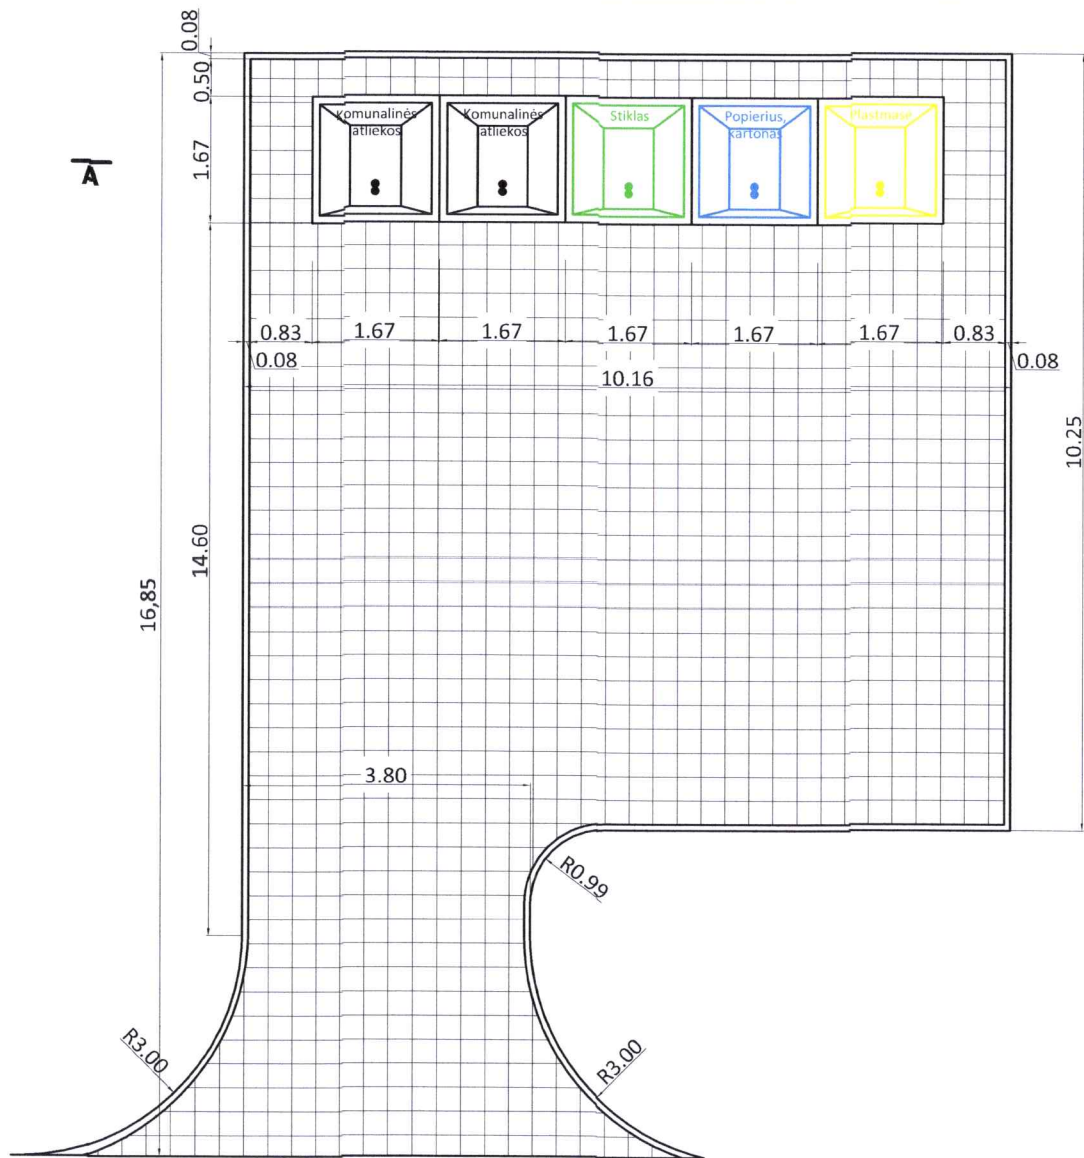 0.08
0.50
1.67
A
Komunalinės
atliekos
Komunalinės
atliekos
Stiklas
Popierius,
kartonas
Plastmasė
0.83
1.67
1.67
1.67
1.67
1.67
0.83
0.08
0.08
10.16
10.25
14.60
16,85
3.80
R0.99
R3.00
R3.00